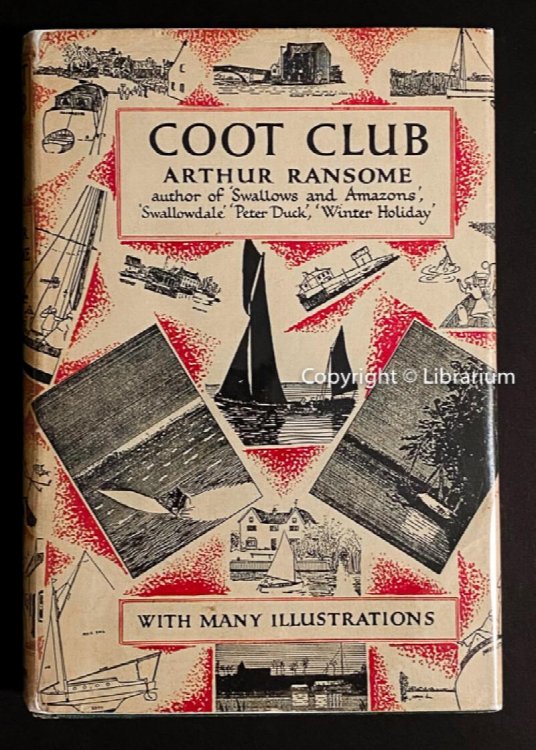 COOT CLUB
ARTHUR RANSOME
author of 'Swallows and Amazons',
'Swallowdale' 'Peter Duck', 'Winter Holiday'
Copyright © Librarium
WITH MANY ILLUSTRATIONS